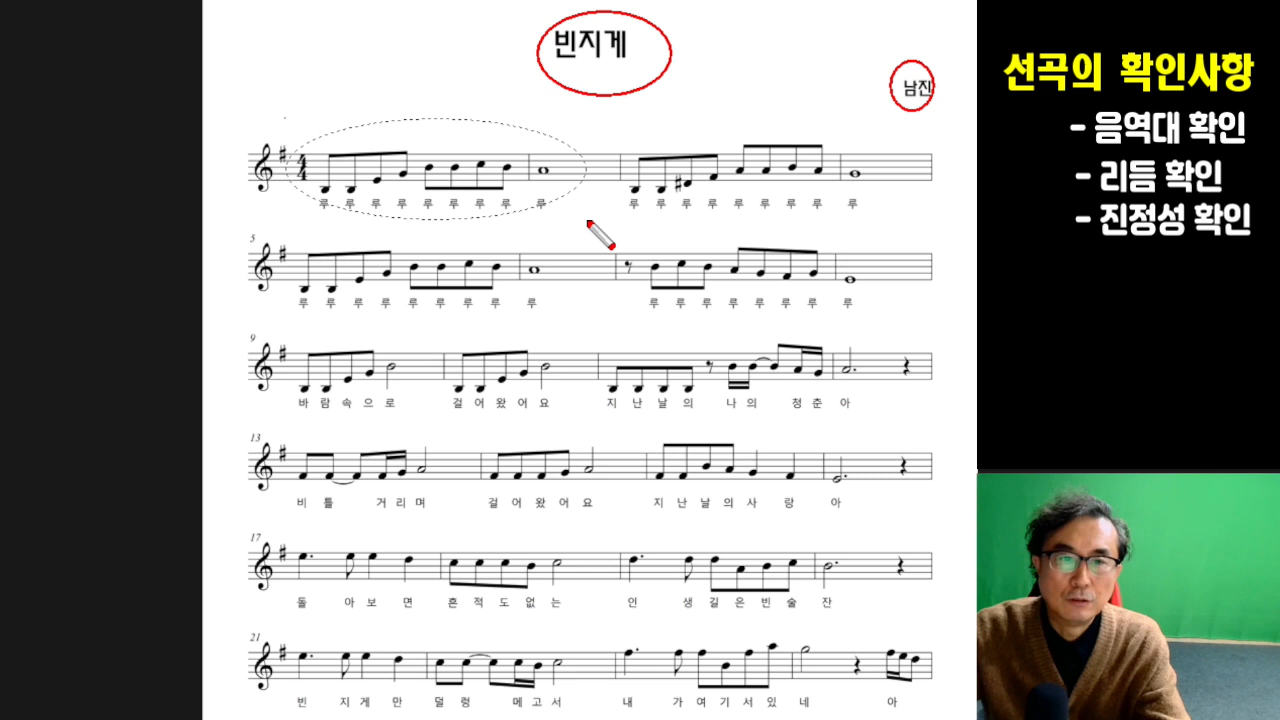 빈지게
남진
선곡의 확인사항
- 음역대 확인
- 리듬 확인
- 진정성 확인
루 루 루 루 루 루 루 루 루 루 루 루 루 루 루 루 루 루
5
루 루 루 루 루 루 루 루 루 루 루 루 루 루 루 루 루
9
바 람 속 으 로 걸 어 왔 어 요 지 난 날 의 나 의 청 춘 아
13
비 틀 거 리 며 걸 어 왔 어 요 지 난 날 의 사 랑 아
17
돌 아 보 면 흔 적 도 없 는 인 생 길 은 빈 술 잔
21
빈 지 게 만 덜 렁 메 고 서 내 가 여 기 서 있 네 아